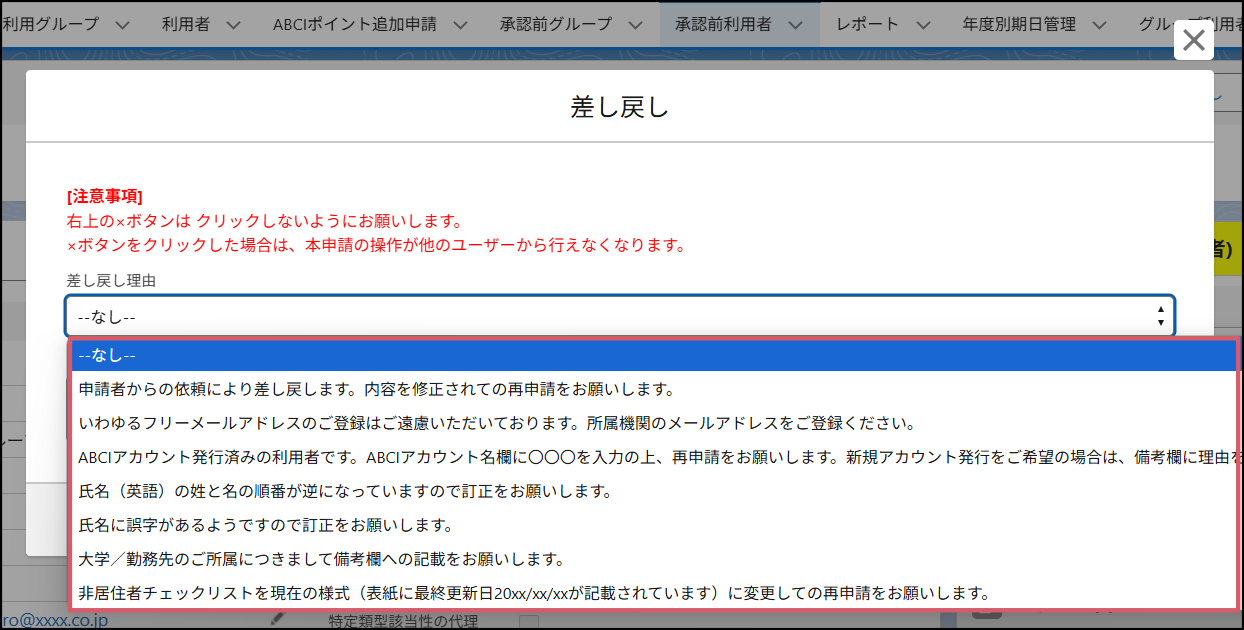 利用グループ 利用者 ABCIポイント追加申請 承認前グループ 承認前利用者 レポート 年度別期日管理 グループ利用者
差し戻し
[注意事項]
右上の×ボタンは クリックしないようにお願いします。
×ボタンをクリックした場合は、本申請の操作が他のユーザーから行えなくなります。
者)
差し戻し理由
--なし--
--なし--
申請者からの依頼により差し戻します。内容を修正されての再申請をお願いします。
いわゆるフリーメールアドレスのご登録はご遠慮いただいております。所属機関のメールアドレスをご登録ください。
ABCIアカウント発行済みの利用者です。ABCIアカウント名欄に〇〇〇を入力の上、再申請をお願いします。新規アカウント発行をご希望の場合は、備考欄に理由を
氏名（英語）の姓と名の順番が逆になっていますので訂正をお願いします。
氏名に誤字があるようですので訂正をお願いします。
大学／勤務先のご所属につきまして備考欄への記載をお願いします。
非居住者チェックリストを現在の様式（表紙に最終更新日20xx/xx/xxが記載されています）に変更しての再申請をお願いします。
ro@xxxx.co.jp 特定類型該当性の代理